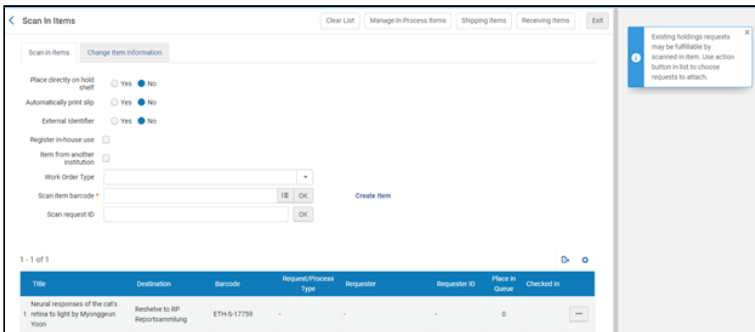 Scan In Items
Clear List
Manage In Process Items
Shipping Items
Receiving Items
Exit
Existing holdings requests
may be fulfillable by
scanned in item. Use action
button in list to choose
requests to attach.
Scan in Items
Change Item Information
Place directly on hold
shelf
Yes
No
Automatically print slip
Yes
No
External Identifier
Yes
No
Register in-house use
Item from another
institution
Work Order Type
Scan item barcode *
OK
Create Item
Scan request ID
OK
1 - 1 of 1
Title
Destination
Barcode
Request/Process
Type
Requester
Requester ID
Place in
Queue
Checked In
1
Neural responses of the cat's
retina to light by Myonggeun
Yoon
Reshelve to RP
Reportsammlung
ETH-S-17759
-
-
-
0